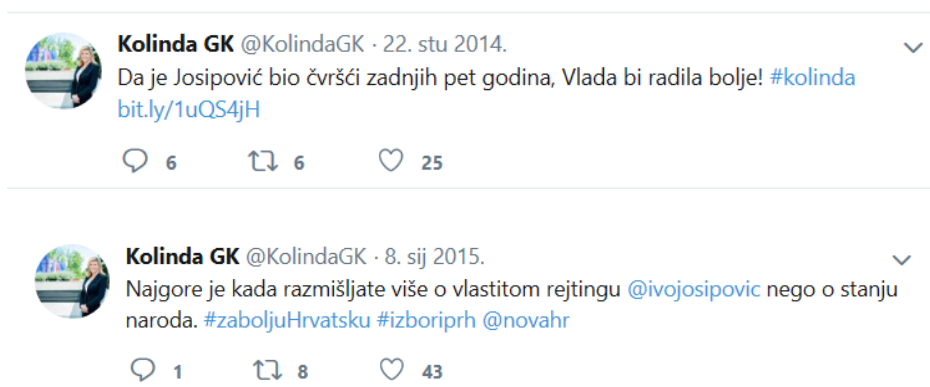 Kolinda GK @KolindaGK · 22. stu 2014.
Da je Josipović bio čvršći zadnjih pet godina, Vlada bi radila bolje! #kolinda
bit.ly/1uQS4jH
6 6 25
Kolinda GK @KolindaGK · 8. sij 2015.
Najgore je kada razmišljate više o vlastitom rejtingu @ivojosipovic nego o stanju
naroda. #zaboljuHrvatsku #izboriprh @novahr
1 8 43